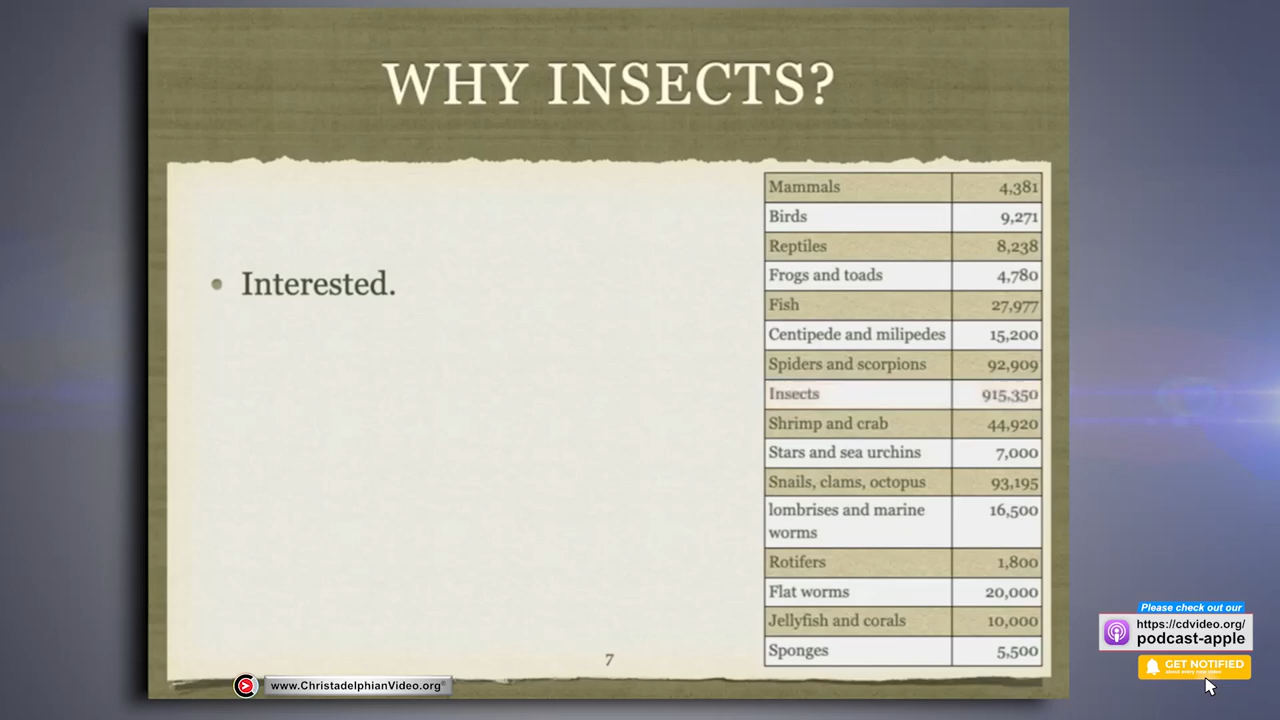 WHY INSECTS?
• Interested.
Mammals 4,381
Birds 9,271
Reptiles 8,238
Frogs and toads 4,780
Fish 27,977
Centipede and milipedes 15,200
Spiders and scorpions 92,909
Insects 915,350
Shrimp and crab 44,920
Stars and sea urchins 7,000
Snails, clams, octopus 93,195
lombrises and marine 16,500
worms
Rotifers 1,800
Flat worms 20,000
Jellyfish and corals 10,000
Sponges 5,500
7
www.ChristadelphianVideo.org
Please check out our
https://cdvideo.org/
podcast-apple
GET NOTIFIED
about every new video